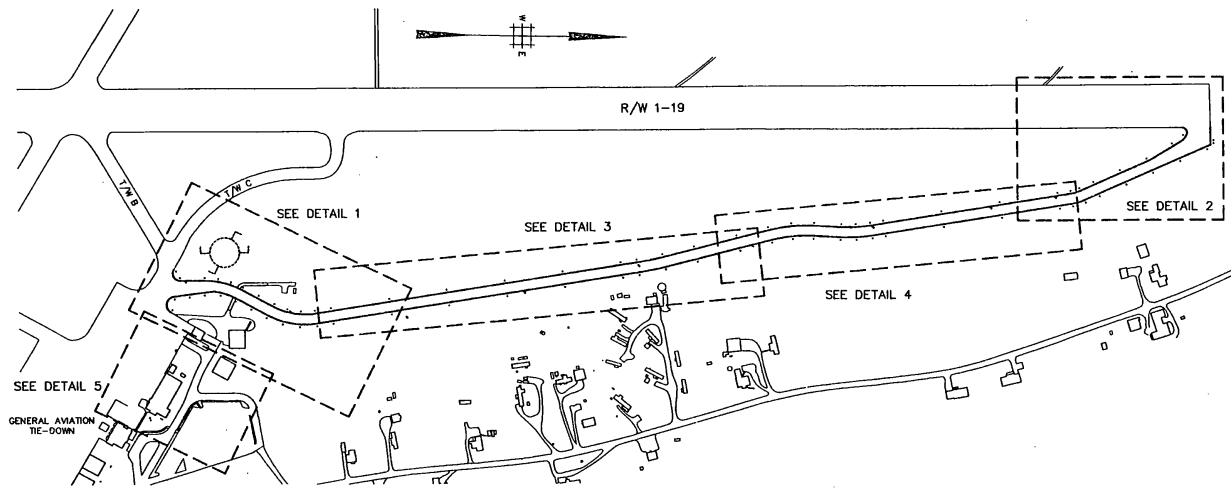 W
E
R/W 1-19
T/W B
T/W C
SEE DETAIL 1
SEE DETAIL 2
SEE DETAIL 3
SEE DETAIL 4
SEE DETAIL 5
GENERAL AVIATION
TIE-DOWN